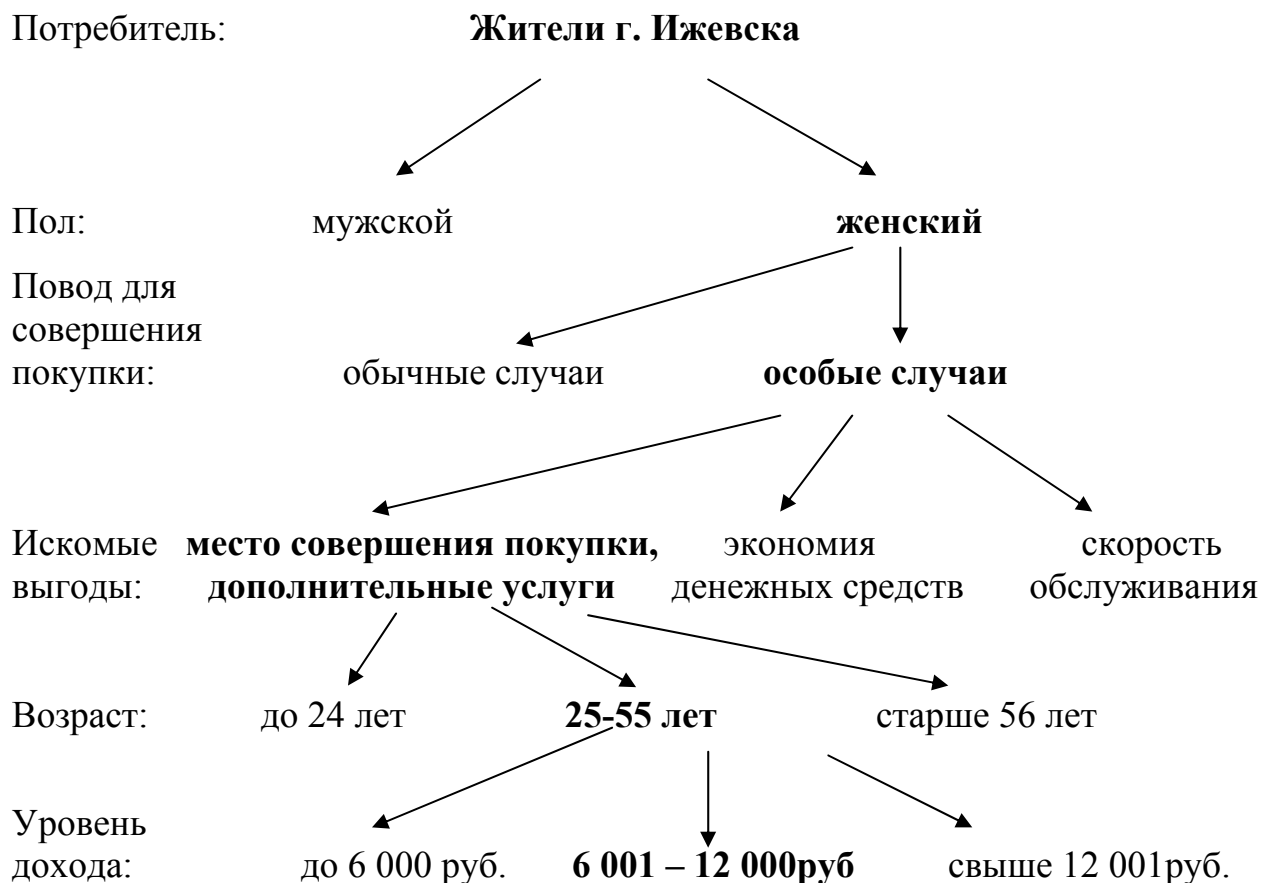 Потребитель: Жители г. Ижевска
Пол: мужской женский
Повод для
совершения
покупки: обычные случаи особые случаи
Искомые место совершения покупки, экономия скорость
выгоды: дополнительные услуги денежных средств обслуживания
Возраст: до 24 лет 25-55 лет старше 56 лет
Уровень
дохода: до 6 000 руб. 6 001 – 12 000руб свыше 12 001руб.